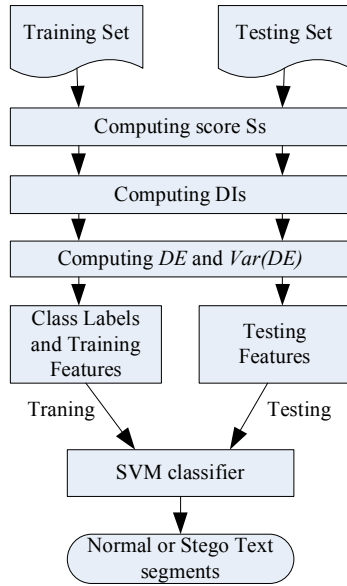 Training Set
Testing Set
Computing score Ss
Computing DIs
Computing DE and Var(DE)
Class Labels
and Training
Features
Testing
Features
Traning
Testing
SVM classifier
Normal or Stego Text
segments